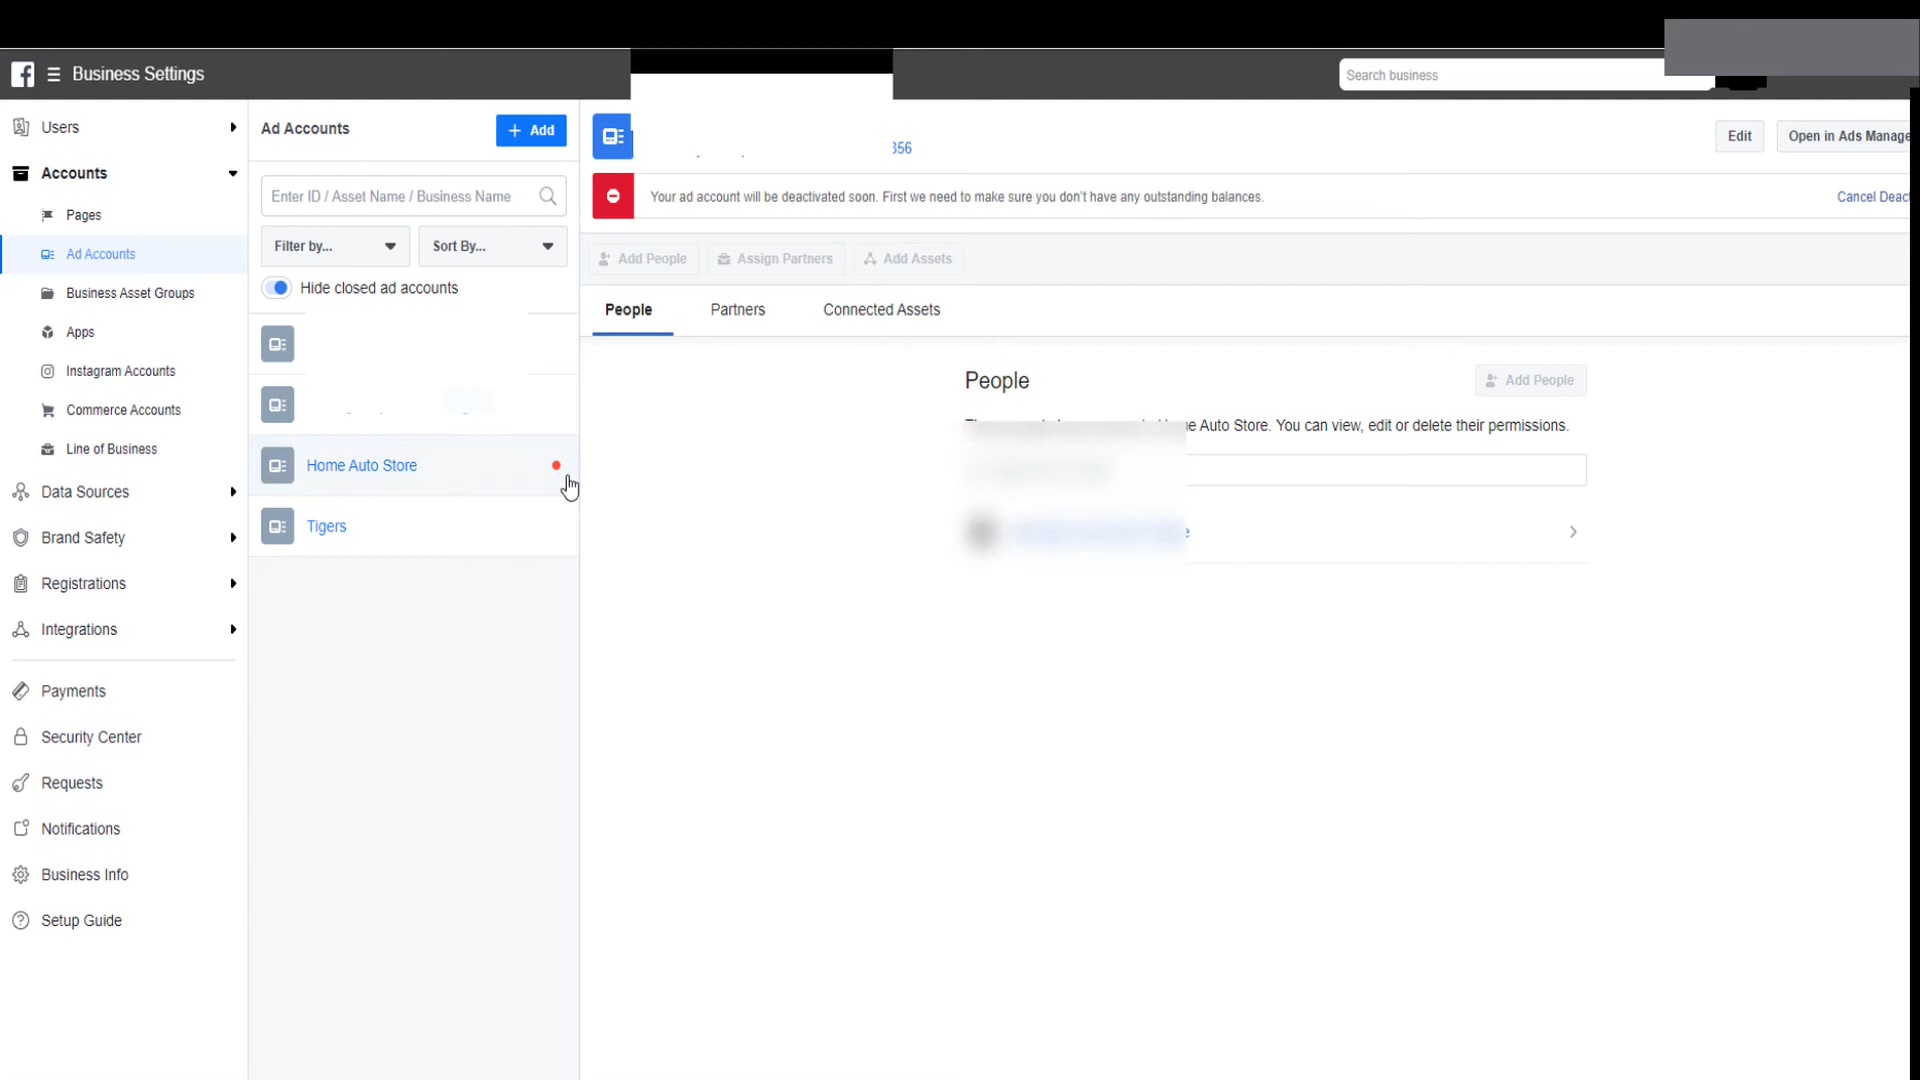 Business Settings
Search business
Users
Accounts
Pages
Ad Accounts
Business Asset Groups
Apps
Instagram Accounts
Commerce Accounts
Line of Business
Data Sources
Brand Safety
Registrations
Integrations
Payments
Security Center
Requests
Notifications
Business Info
Setup Guide
Ad Accounts
+ Add
Enter ID / Asset Name / Business Name
Filter by...
Sort By...
Hide closed ad accounts
Home Auto Store
Tigers
356
Edit
Open in Ads Manage
Your ad account will be deactivated soon. First we need to make sure you don't have any outstanding balances.
Cancel Deac
Add People
Assign Partners
Add Assets
People
Partners
Connected Assets
People
Add People
Auto Store. You can view, edit or delete their permissions.